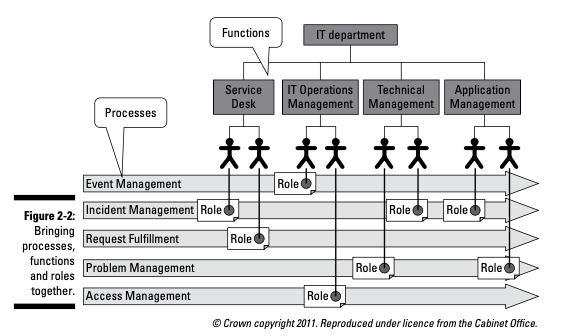 Functions
IT department
Service
Desk
IT Operations
Management
Technical
Management
Application
Management
Processes
Event Management
Role
Incident Management
Role
Role
Role
Request Fulfillment
Role
Problem Management
Role
Role
Access Management
Role
Figure 2-2:
Bringing
processes,
functions
and roles
together.
© Crown copyright 2011. Reproduced under licence from the Cabinet Office.